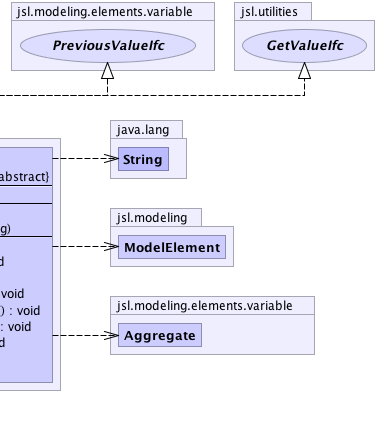 jsl.modeling.elements.variable
jsl.utilities
PreviousValueIfc
GetValueIfc
java.lang
String
abstract}
jsl.modeling
ModelElement
g)
d
void
() : void
: void
d
jsl.modeling.elements.variable
Aggregate